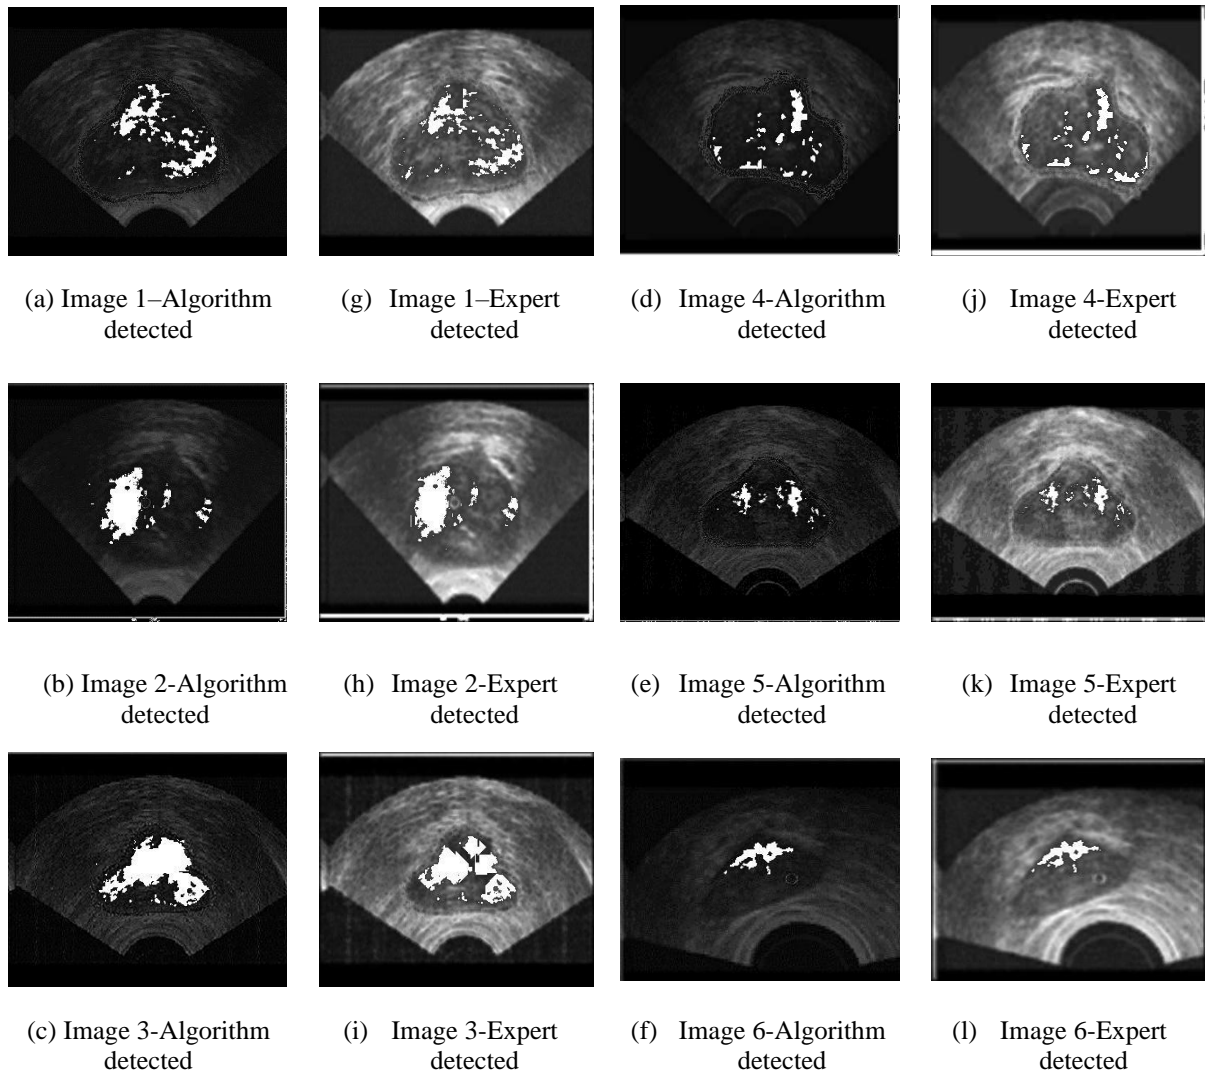 (a) Image 1–Algorithm
detected
(g) Image 1–Expert
detected
(d) Image 4-Algorithm
detected
(j) Image 4-Expert
detected
(b) Image 2-Algorithm
detected
(h) Image 2-Expert
detected
(e) Image 5-Algorithm
detected
(k) Image 5-Expert
detected
(c) Image 3-Algorithm
detected
(i) Image 3-Expert
detected
(f) Image 6-Algorithm
detected
(l) Image 6-Expert
detected